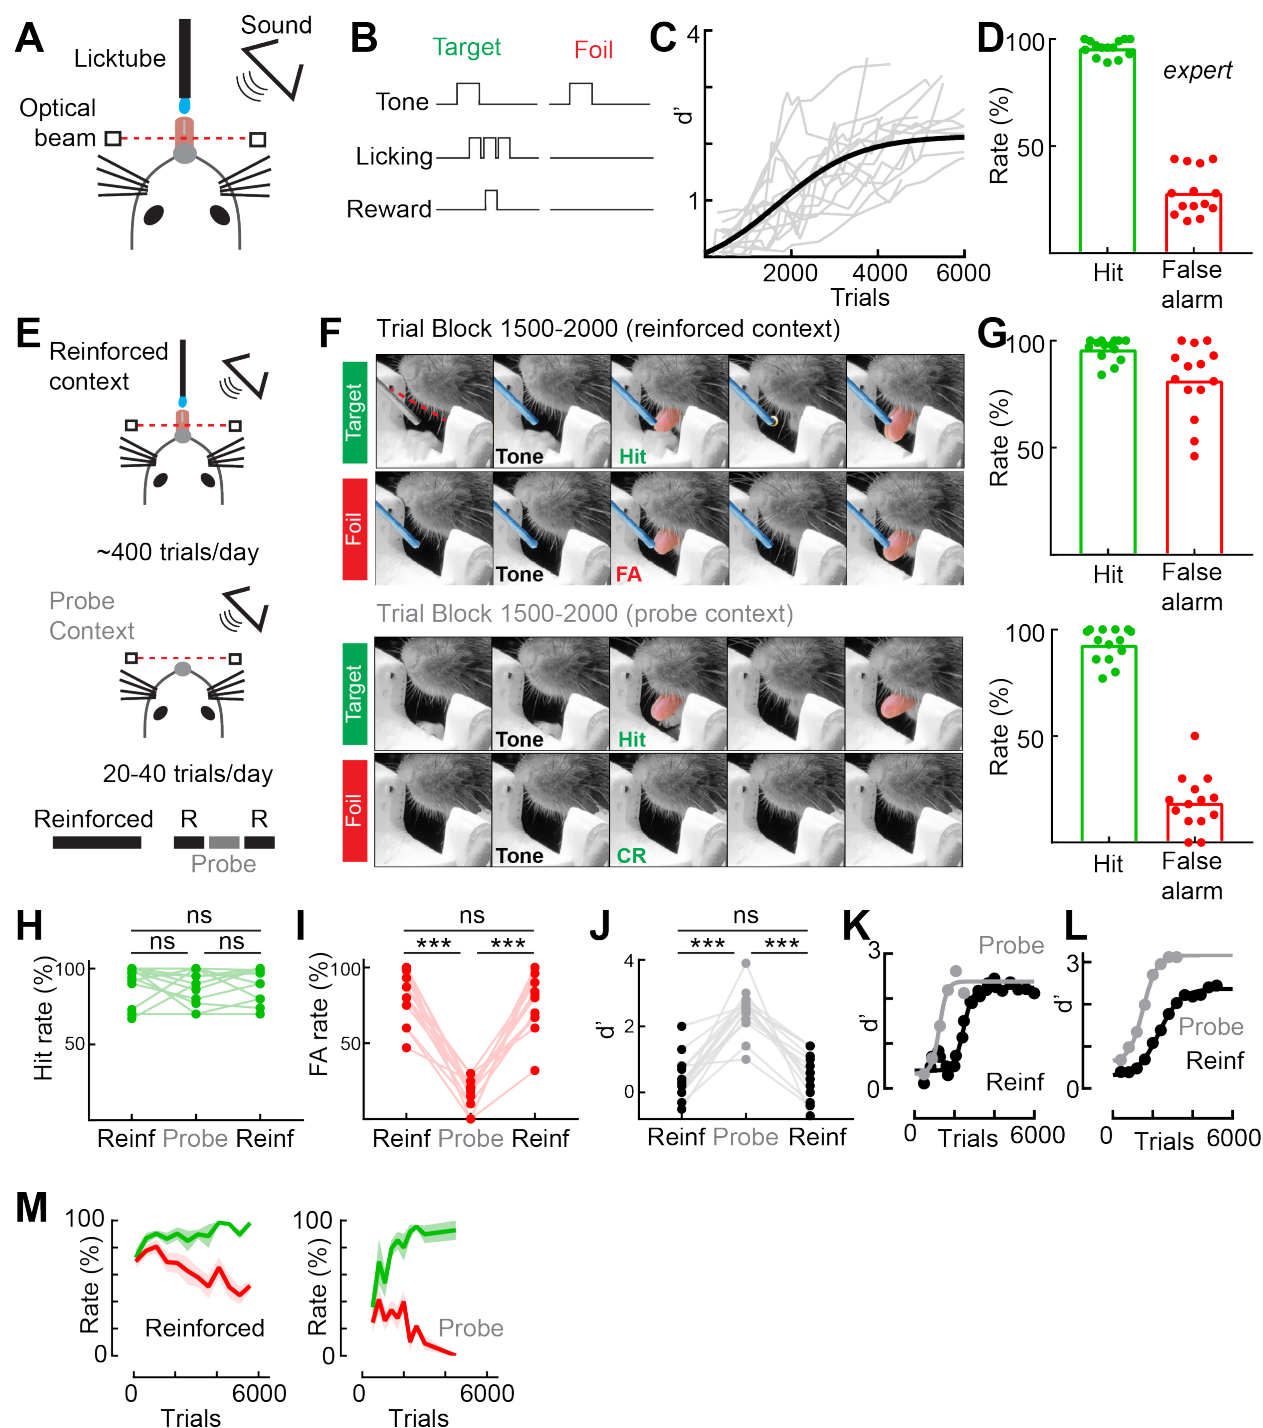 A
Licktube
Sound
Optical
beam
B
Target
Foil
Tone
Licking
Reward
C
4
d’
1
2000
4000
6000
Trials
D
100
expert
Rate (%)
50
Hit
False
alarm
E
Reinforced
context
~400 trials/day
Probe
Context
20-40 trials/day
Reinforced
R
R
Probe
F
Trial Block 1500-2000 (reinforced context)
Target
Tone
Hit
Foil
Tone
FA
Trial Block 1500-2000 (probe context)
Target
Tone
Hit
Foil
Tone
CR
G
100
Rate (%)
50
Hit
False
alarm
100
Rate (%)
50
Hit
False
alarm
H
ns
ns
ns
100
Hit rate (%)
50
Reinf
Probe
Reinf
I
ns
***
***
100
FA rate (%)
50
Reinf
Probe
Reinf
J
ns
***
***
4
d’
2
0
Reinf
Probe
Reinf
K
3
Probe
d’
0
Reinf
0
Trials
6000
L
3
d’
Probe
Reinf
0
0
Trials
6000
M
100
Rate (%)
Reinforced
0
0
6000
Trials
100
Rate (%)
Probe
0
0
6000
Trials